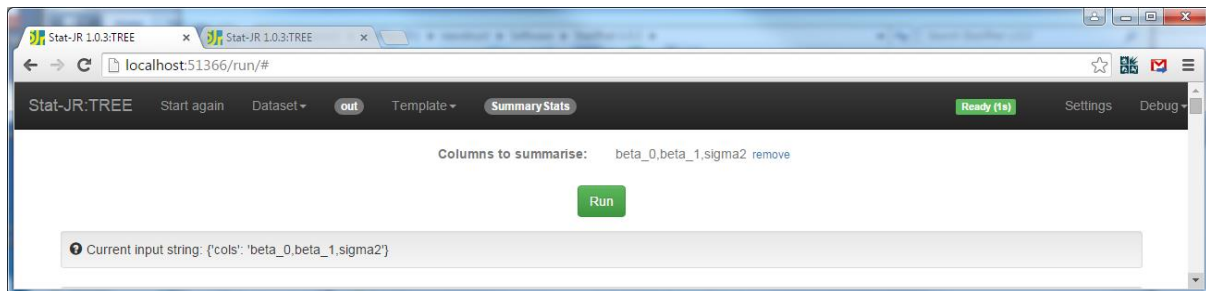 Stat-JR 1.0.3:TREE Stat-JR 1.0.3:TREE
localhost:51366/run/#
Stat-JR:TREE Start again Dataset out Template SummaryStats Ready (1s) Settings Debug
Columns to summarise: beta_0,beta_1,sigma2 remove
Run
Current input string: {'cols': 'beta_0,beta_1,sigma2'}